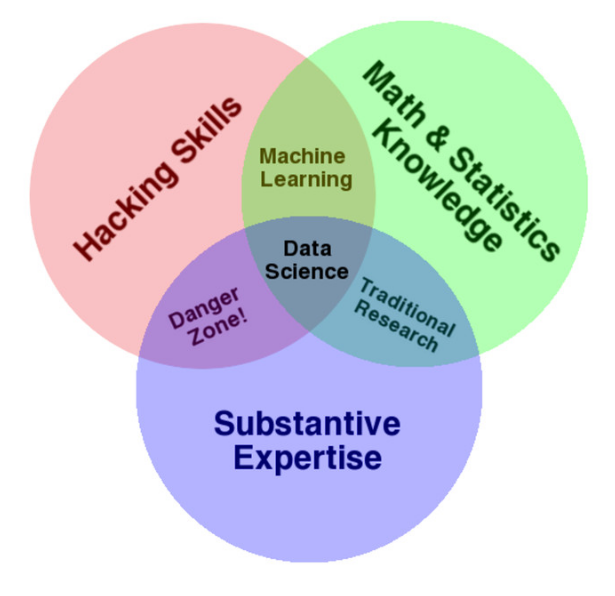 Hacking Skills
Math & Statistics
Knowledge
Machine
Learning
Data
Science
Danger
Zone!
Traditional
Research
Substantive
Expertise